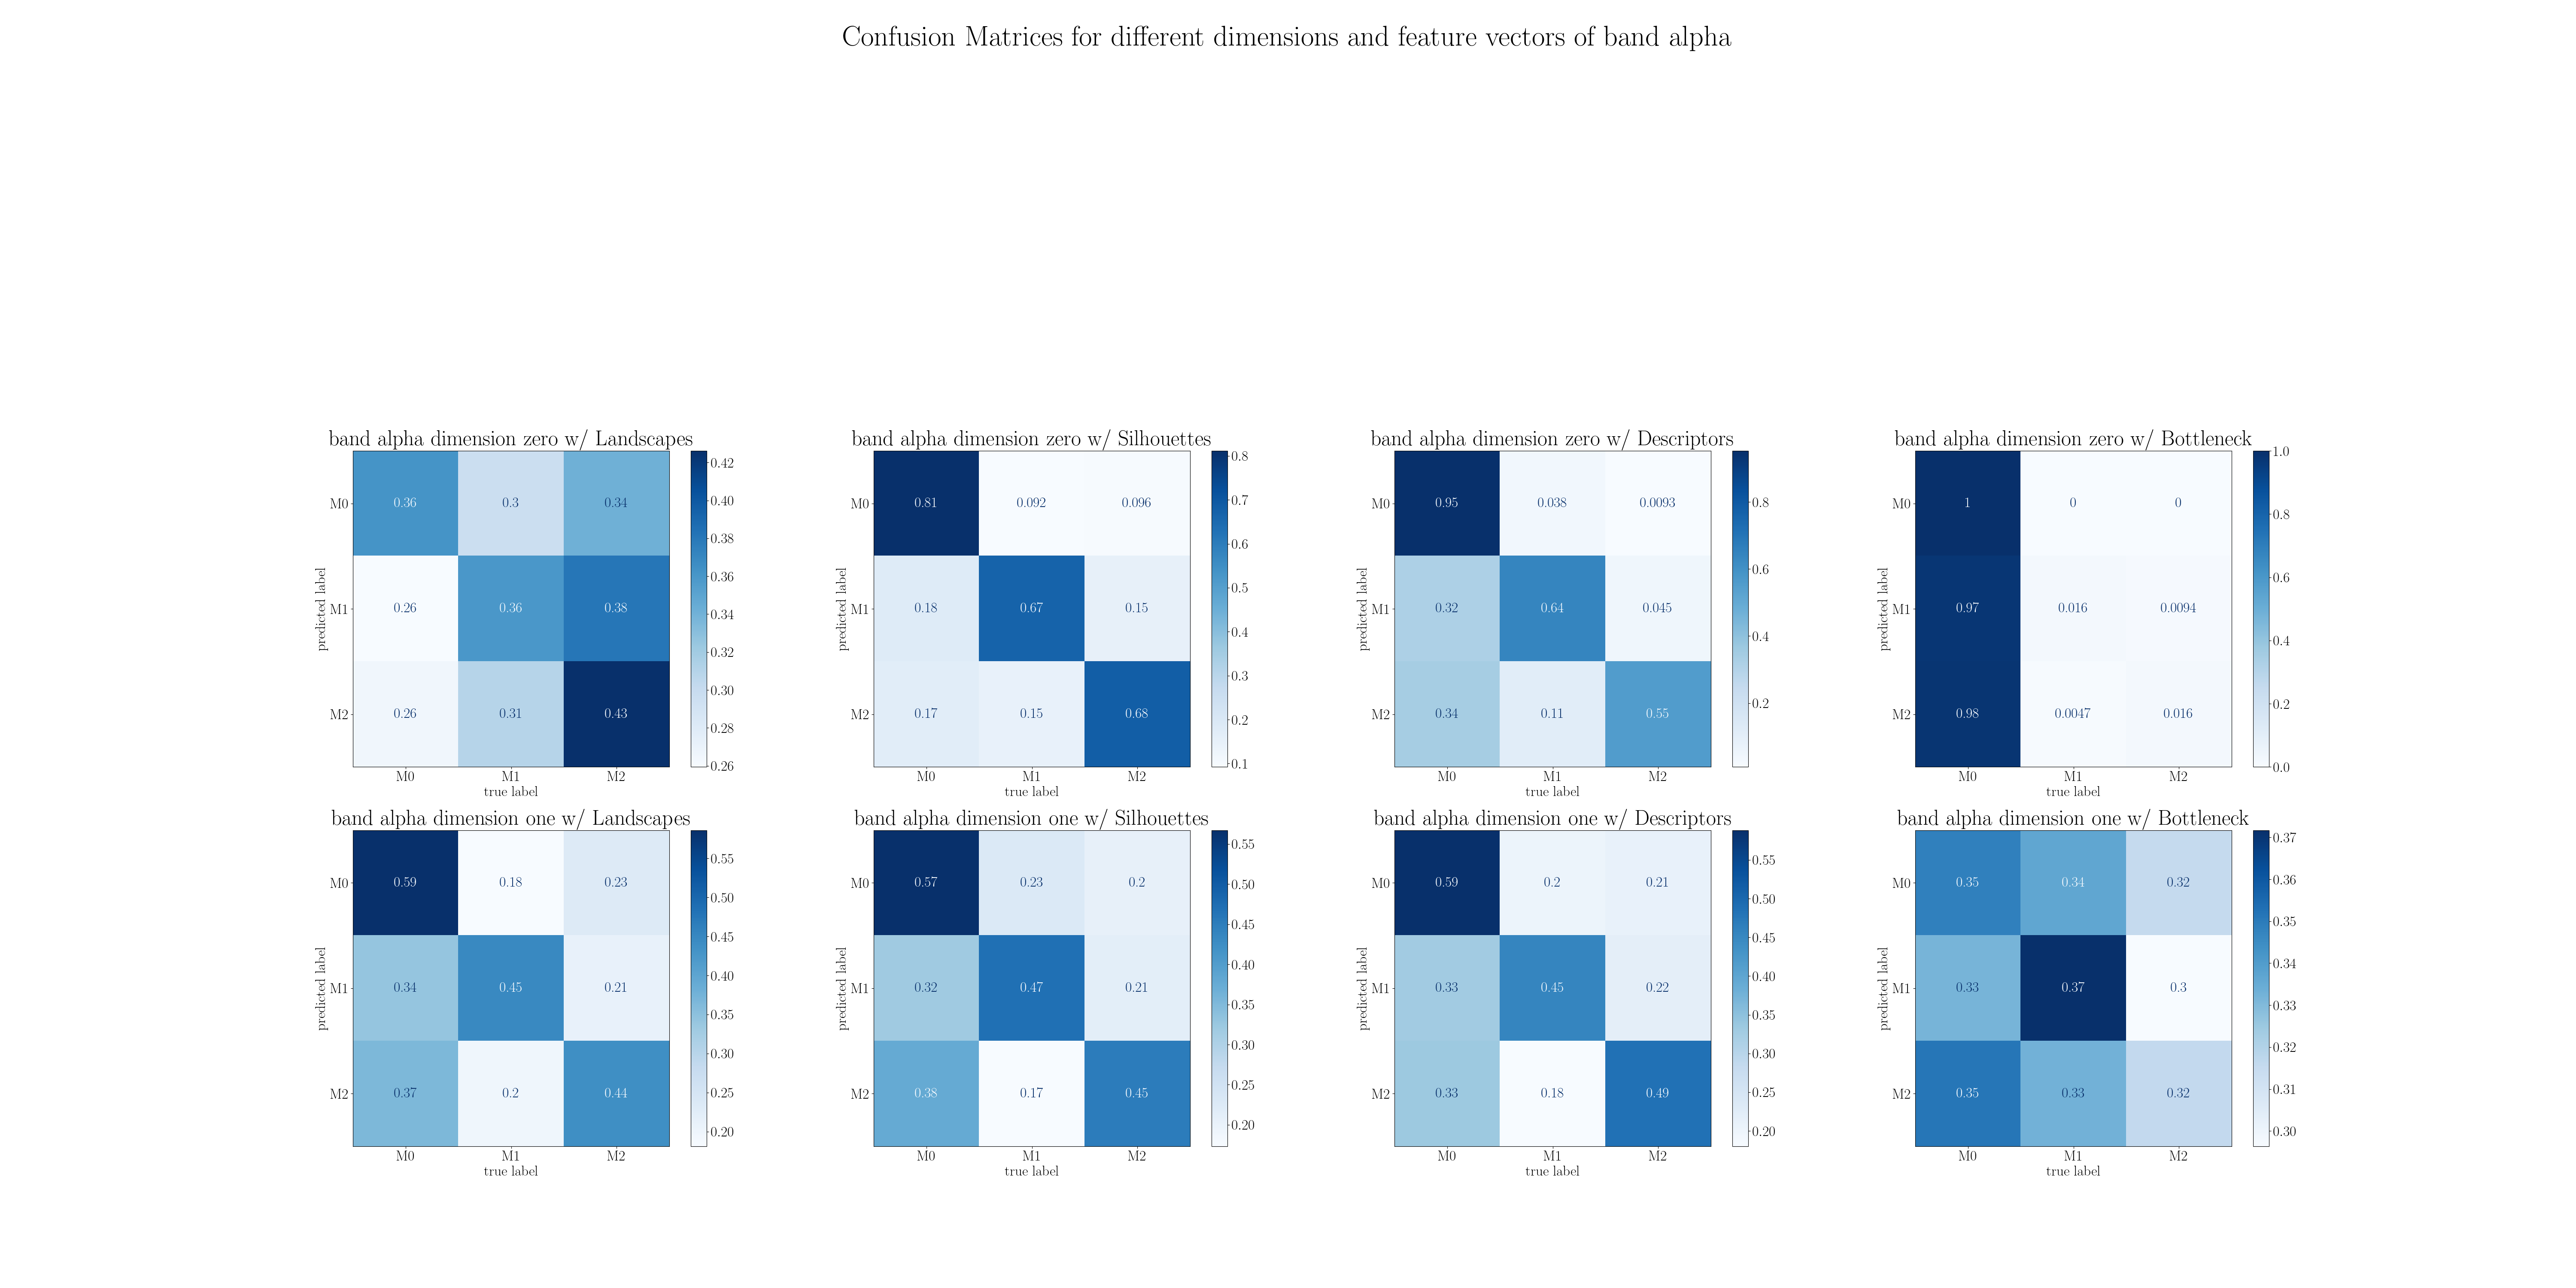 Confusion Matrices for different dimensions and feature vectors of band alpha
band alpha dimension zero w/ Landscapes
predicted label
M0 0.36 0.3 0.34
M1 0.26 0.36 0.38
M2 0.26 0.31 0.43
M0 M1 M2
true label
0.42
0.40
0.38
0.36
0.34
0.32
0.30
0.28
0.26
band alpha dimension zero w/ Silhouettes
predicted label
M0 0.81 0.092 0.096
M1 0.18 0.67 0.15
M2 0.17 0.15 0.68
M0 M1 M2
true label
0.8
0.7
0.6
0.5
0.4
0.3
0.2
0.1
band alpha dimension zero w/ Descriptors
predicted label
M0 0.95 0.038 0.0093
M1 0.32 0.64 0.045
M2 0.34 0.11 0.55
M0 M1 M2
true label
0.8
0.6
0.4
0.2
band alpha dimension zero w/ Bottleneck
predicted label
M0 1 0 0
M1 0.97 0.016 0.0094
M2 0.98 0.0047 0.016
M0 M1 M2
true label
1.0
0.8
0.6
0.4
0.2
0.0
band alpha dimension one w/ Landscapes
predicted label
M0 0.59 0.18 0.23
M1 0.34 0.45 0.21
M2 0.37 0.2 0.44
M0 M1 M2
true label
0.55
0.50
0.45
0.40
0.35
0.30
0.25
0.20
band alpha dimension one w/ Silhouettes
predicted label
M0 0.57 0.23 0.2
M1 0.32 0.47 0.21
M2 0.38 0.17 0.45
M0 M1 M2
true label
0.55
0.50
0.45
0.40
0.35
0.30
0.25
0.20
band alpha dimension one w/ Descriptors
predicted label
M0 0.59 0.2 0.21
M1 0.33 0.45 0.22
M2 0.33 0.18 0.49
M0 M1 M2
true label
0.55
0.50
0.45
0.40
0.35
0.30
0.25
0.20
band alpha dimension one w/ Bottleneck
predicted label
M0 0.35 0.34 0.32
M1 0.33 0.37 0.3
M2 0.35 0.33 0.32
M0 M1 M2
true label
0.37
0.36
0.35
0.34
0.33
0.32
0.31
0.30